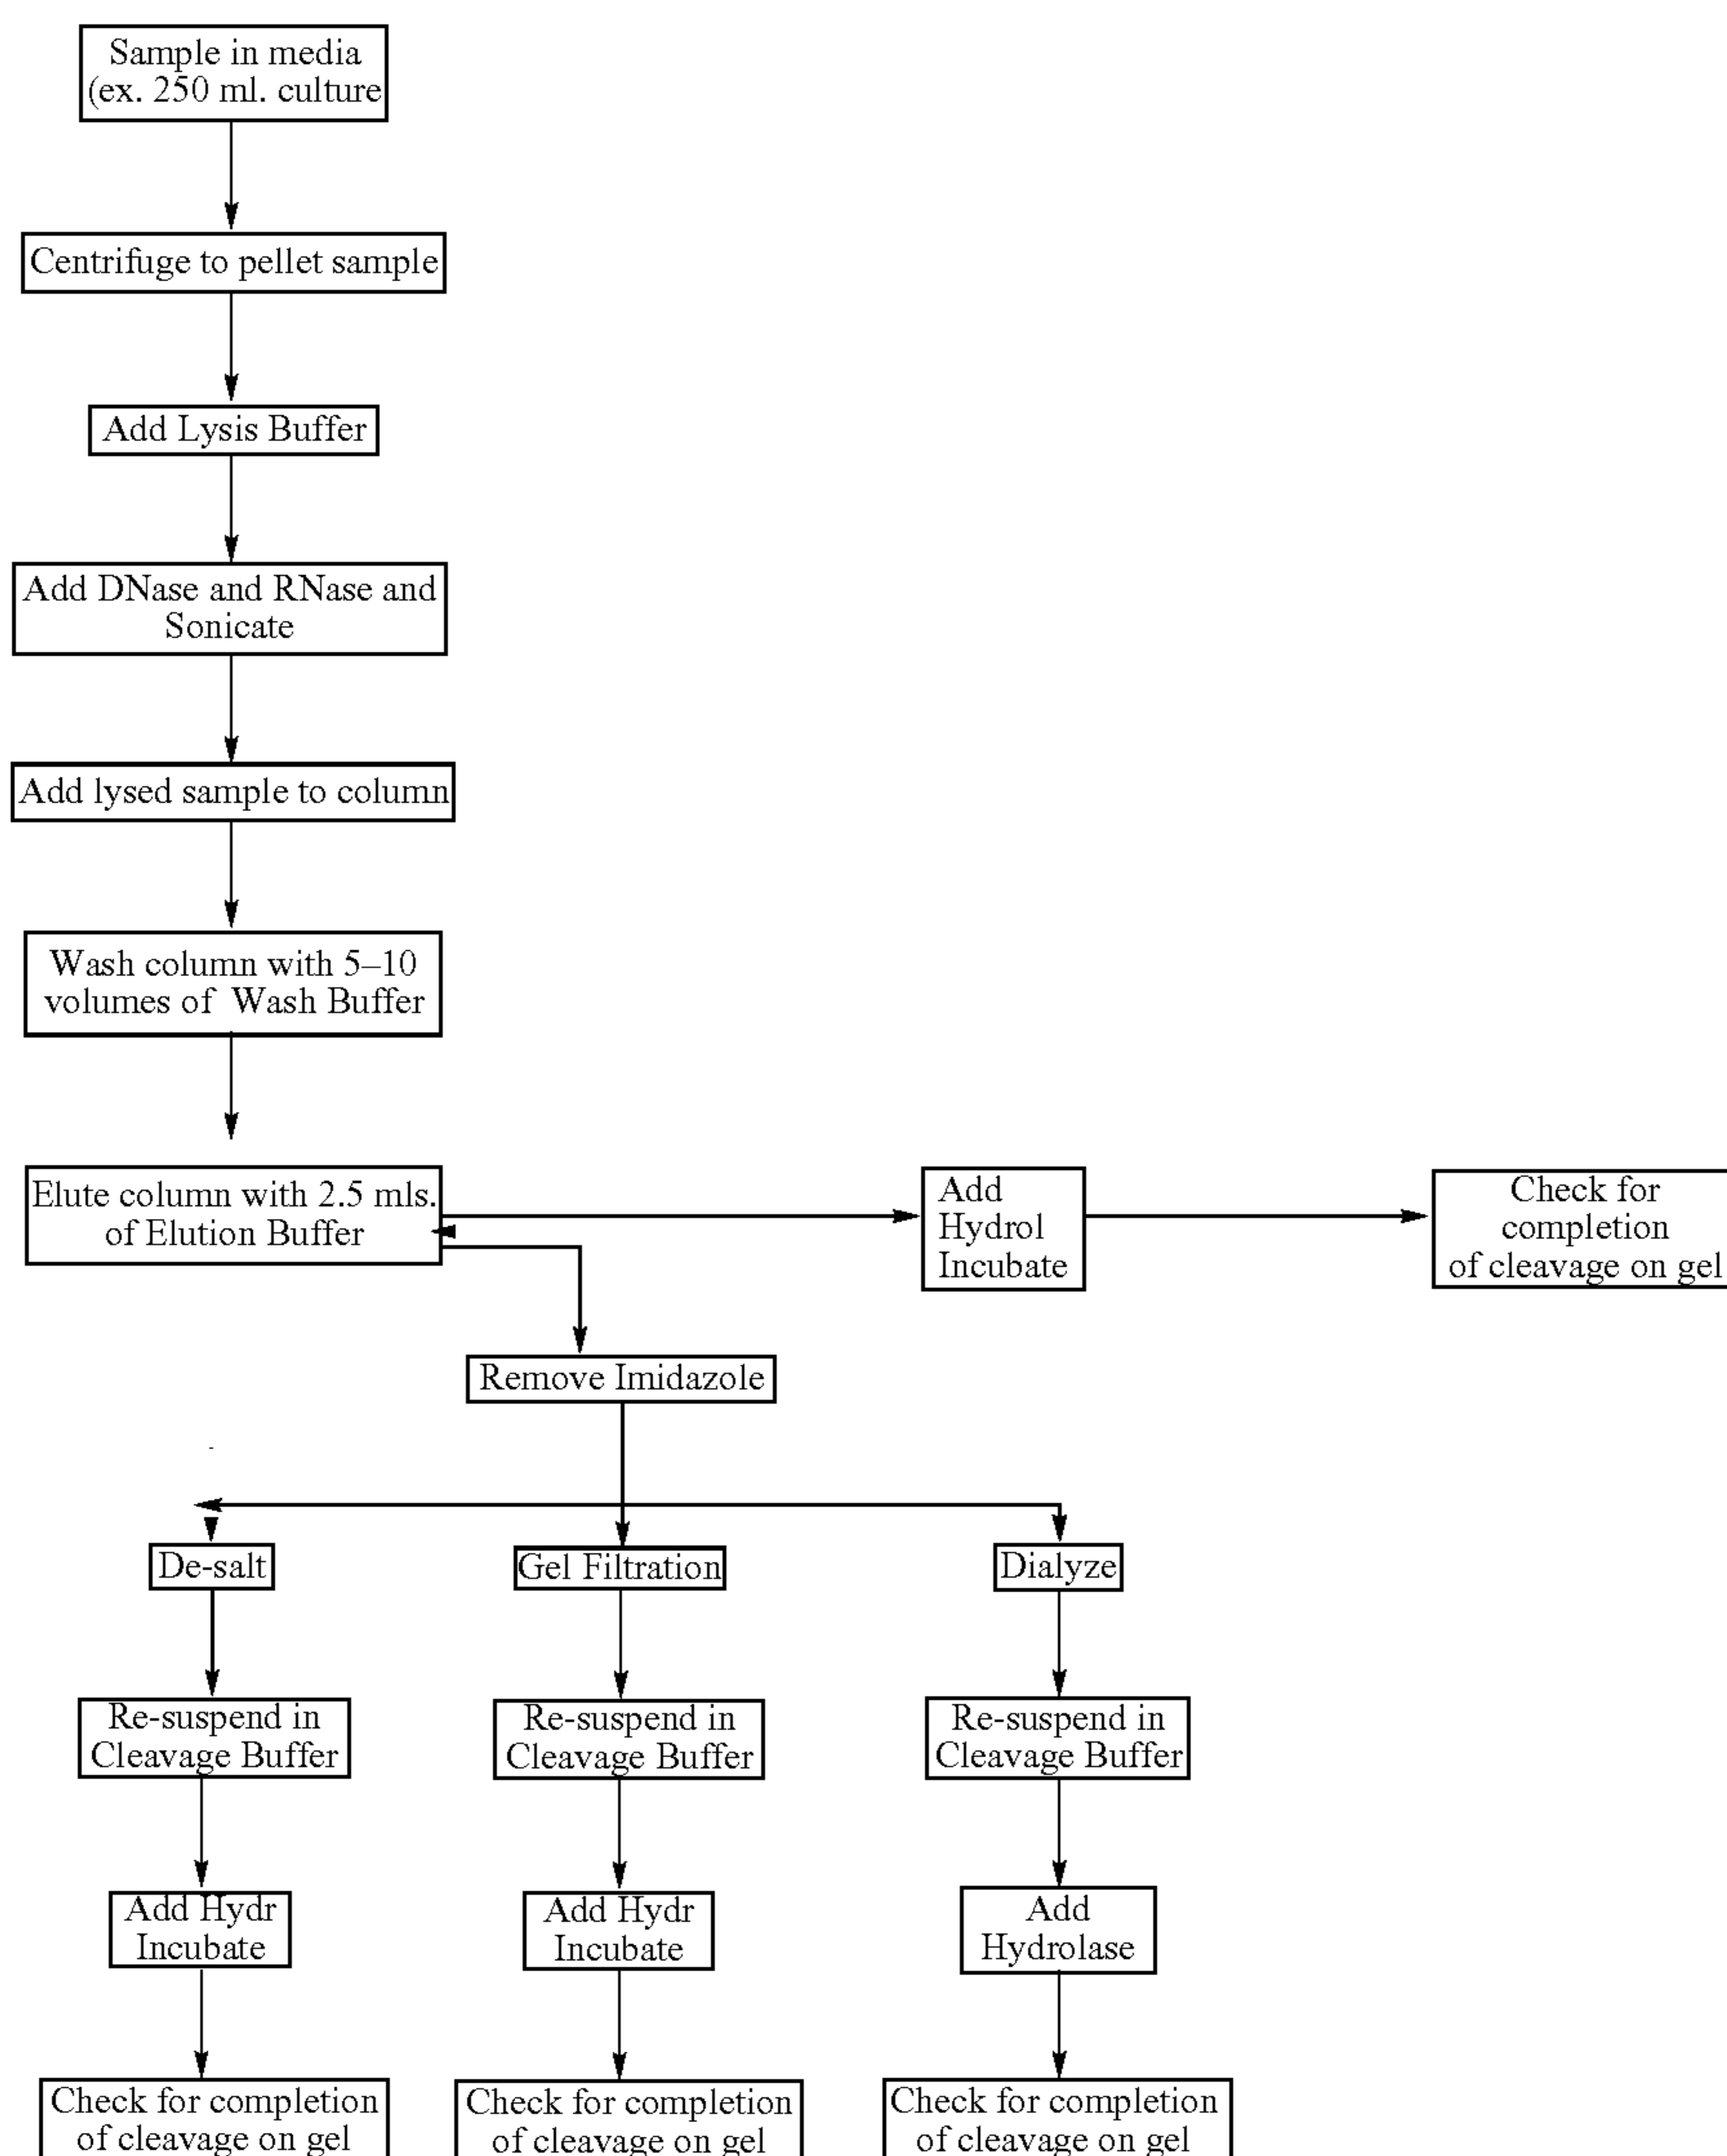 Sample in media
(ex. 250 ml. culture
Centrifuge to pellet sample
Add Lysis Buffer
Add DNase and RNase and
Sonicate
Add lysed sample to column
Wash column with 5–10
volumes of Wash Buffer
Elute column with 2.5 mls.
of Elution Buffer
Add
Hydrol
Incubate
Check for
completion
of cleavage on gel
Remove Imidazole
De-salt
Gel Filtration
Dialyze
Re-suspend in
Cleavage Buffer
Re-suspend in
Cleavage Buffer
Re-suspend in
Cleavage Buffer
Add Hydr
Incubate
Add Hydr
Incubate
Add
Hydrolase
Check for completion
of cleavage on gel
Check for completion
of cleavage on gel
Check for completion
of cleavage on gel